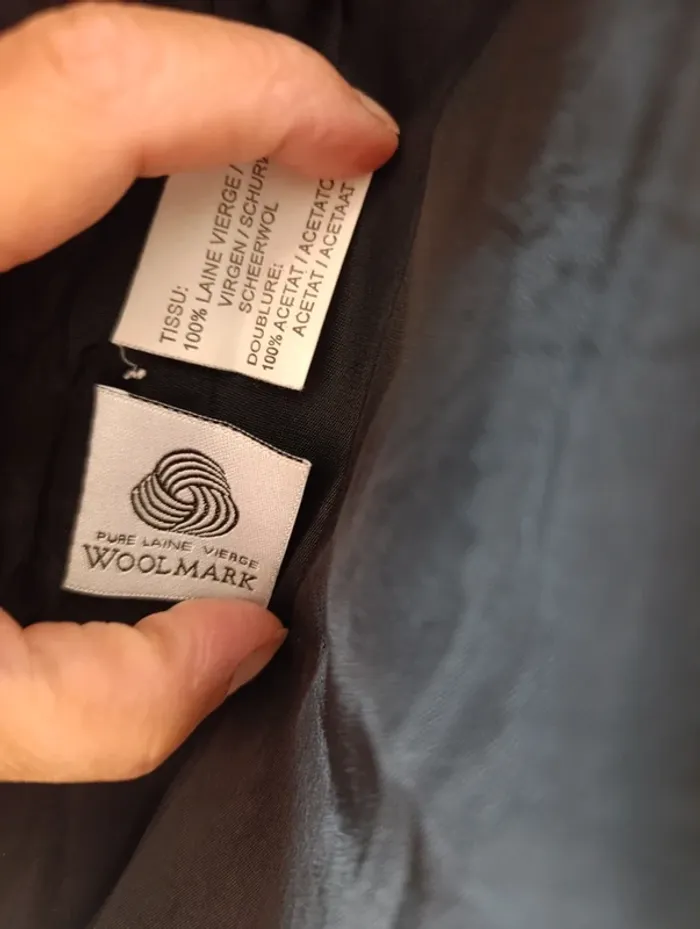 TISSU:
100% LAINE VIERGE /
VIRGEN / SCHURW
SCHEERWOL
DOUBLURE:
100% ACETAT / ACETATO
ACETAT / ACETAAT
PURE LAINE VIERGE
WOOLMARK